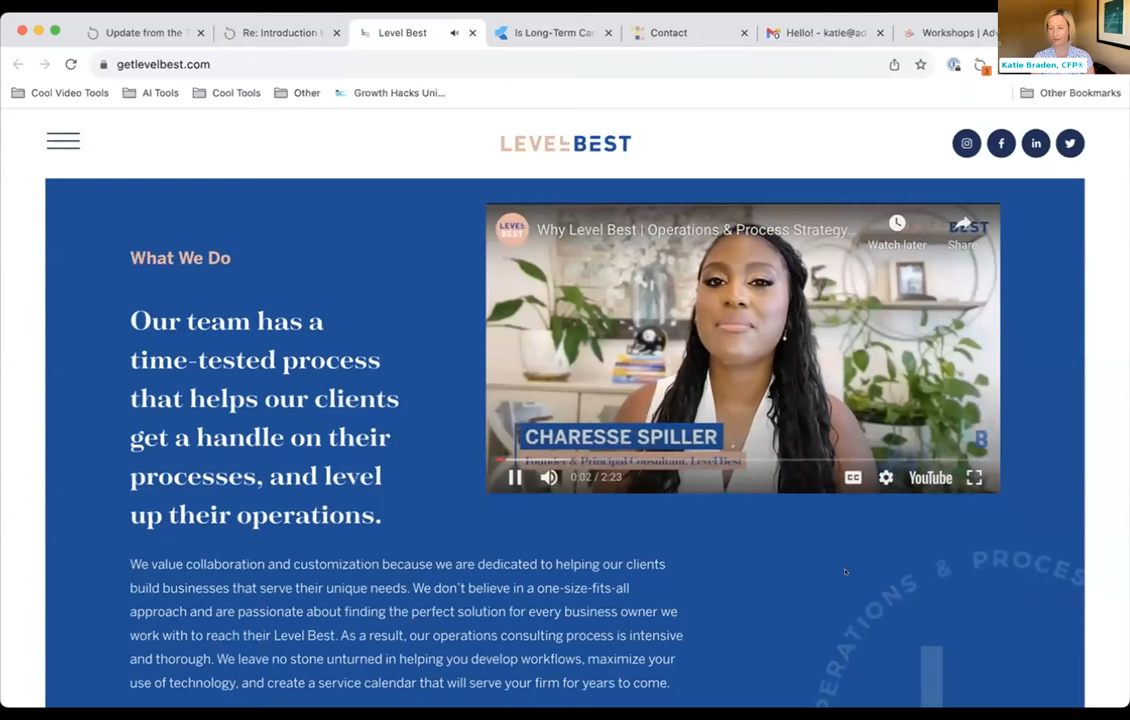 Update from the
Re: Introduction
Level Best
Is Long-Term Car
Contact
Hello! - katie@ad
Workshops | Adv
Katie Braden, CFP®
getlevelbest.com
3
Cool Video Tools
AI Tools
Cool Tools
Other
Growth Hacks Uni...
Other Bookmarks
LEVELBEST
What We Do
Our team has a
time-tested process
that helps our clients
get a handle on their
processes, and level
up their operations.
LEVEL
BEST
Why Level Best | Operations & Process Strategy...
BEST
Watch later
Share
CHARESSE SPILLER
Founder & Principal Consultant, Level Best
0:02 / 2:23
CC
YouTube
We value collaboration and customization because we are dedicated to helping our clients
build businesses that serve their unique needs. We don't believe in a one-size-fits-all
approach and are passionate about finding the perfect solution for every business owner we
work with to reach their Level Best. As a result, our operations consulting process is intensive
and thorough. We leave no stone unturned in helping you develop workflows, maximize your
use of technology, and create a service calendar that will serve your firm for years to come.
PERATIONS & PROCES